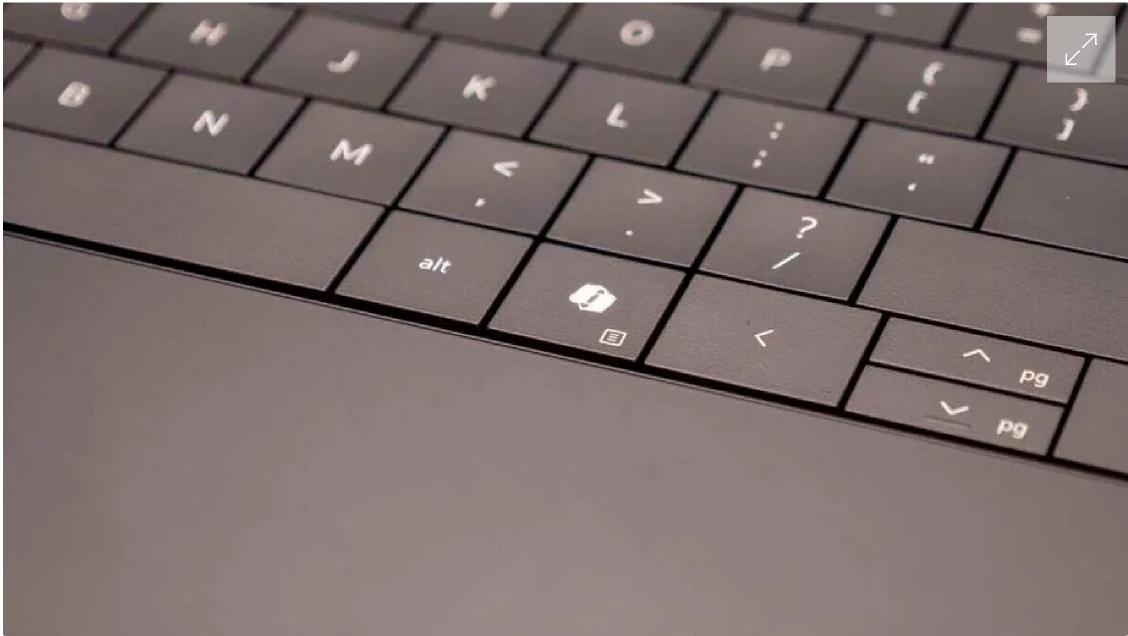 O P { [ } ]
H J K L : ; " '
B N M < , > . ? /
alt <
pg
pg